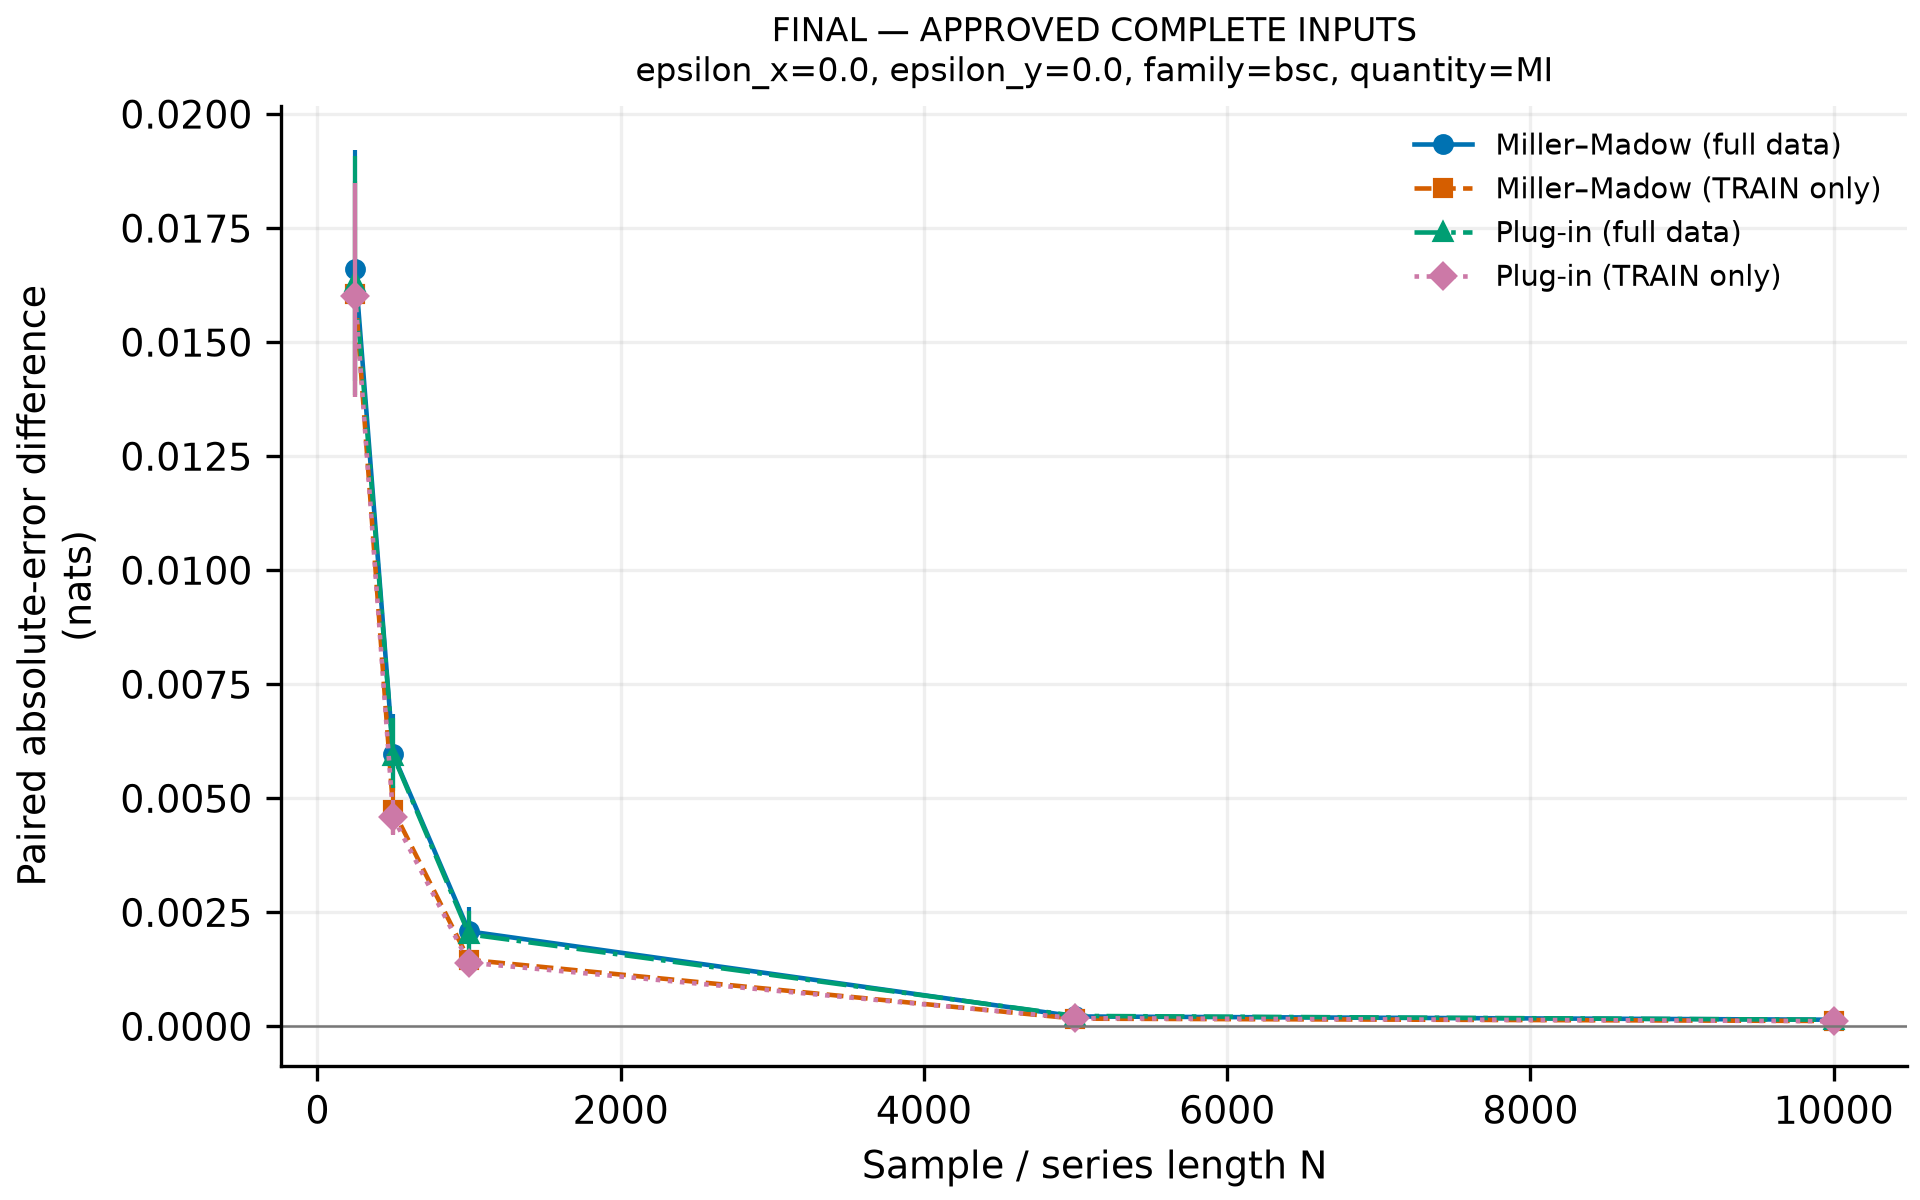 FINAL — APPROVED COMPLETE INPUTS
epsilon_x=0.0, epsilon_y=0.0, family=bsc, quantity=MI
Paired absolute-error difference
(nats)
0.0200
0.0175
0.0150
0.0125
0.0100
0.0075
0.0050
0.0025
0.0000
Miller–Madow (full data)
Miller–Madow (TRAIN only)
Plug-in (full data)
Plug-in (TRAIN only)
0 2000 4000 6000 8000 10000
Sample / series length N